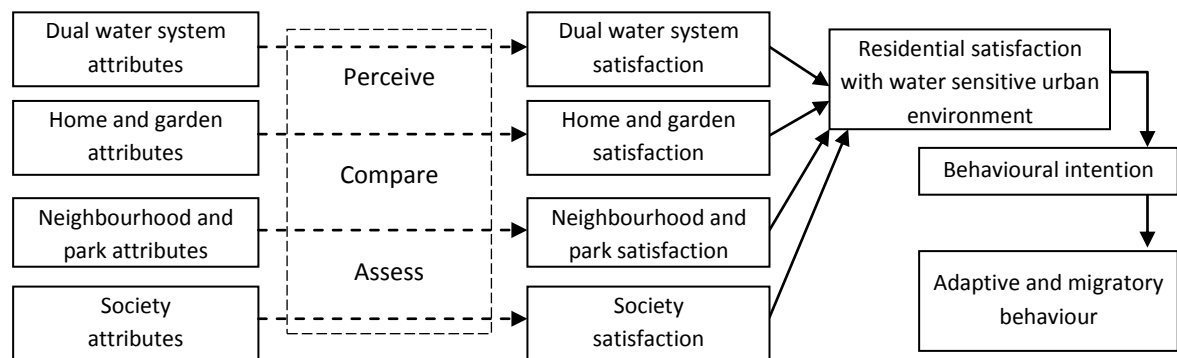 Dual water system
attributes
Home and garden
attributes
Neighbourhood and
park attributes
Society
attributes
Perceive
Compare
Assess
Dual water system
satisfaction
Home and garden
satisfaction
Neighbourhood and
park satisfaction
Society
satisfaction
Residential satisfaction
with water sensitive urban
environment
Behavioural intention
Adaptive and migratory
behaviour